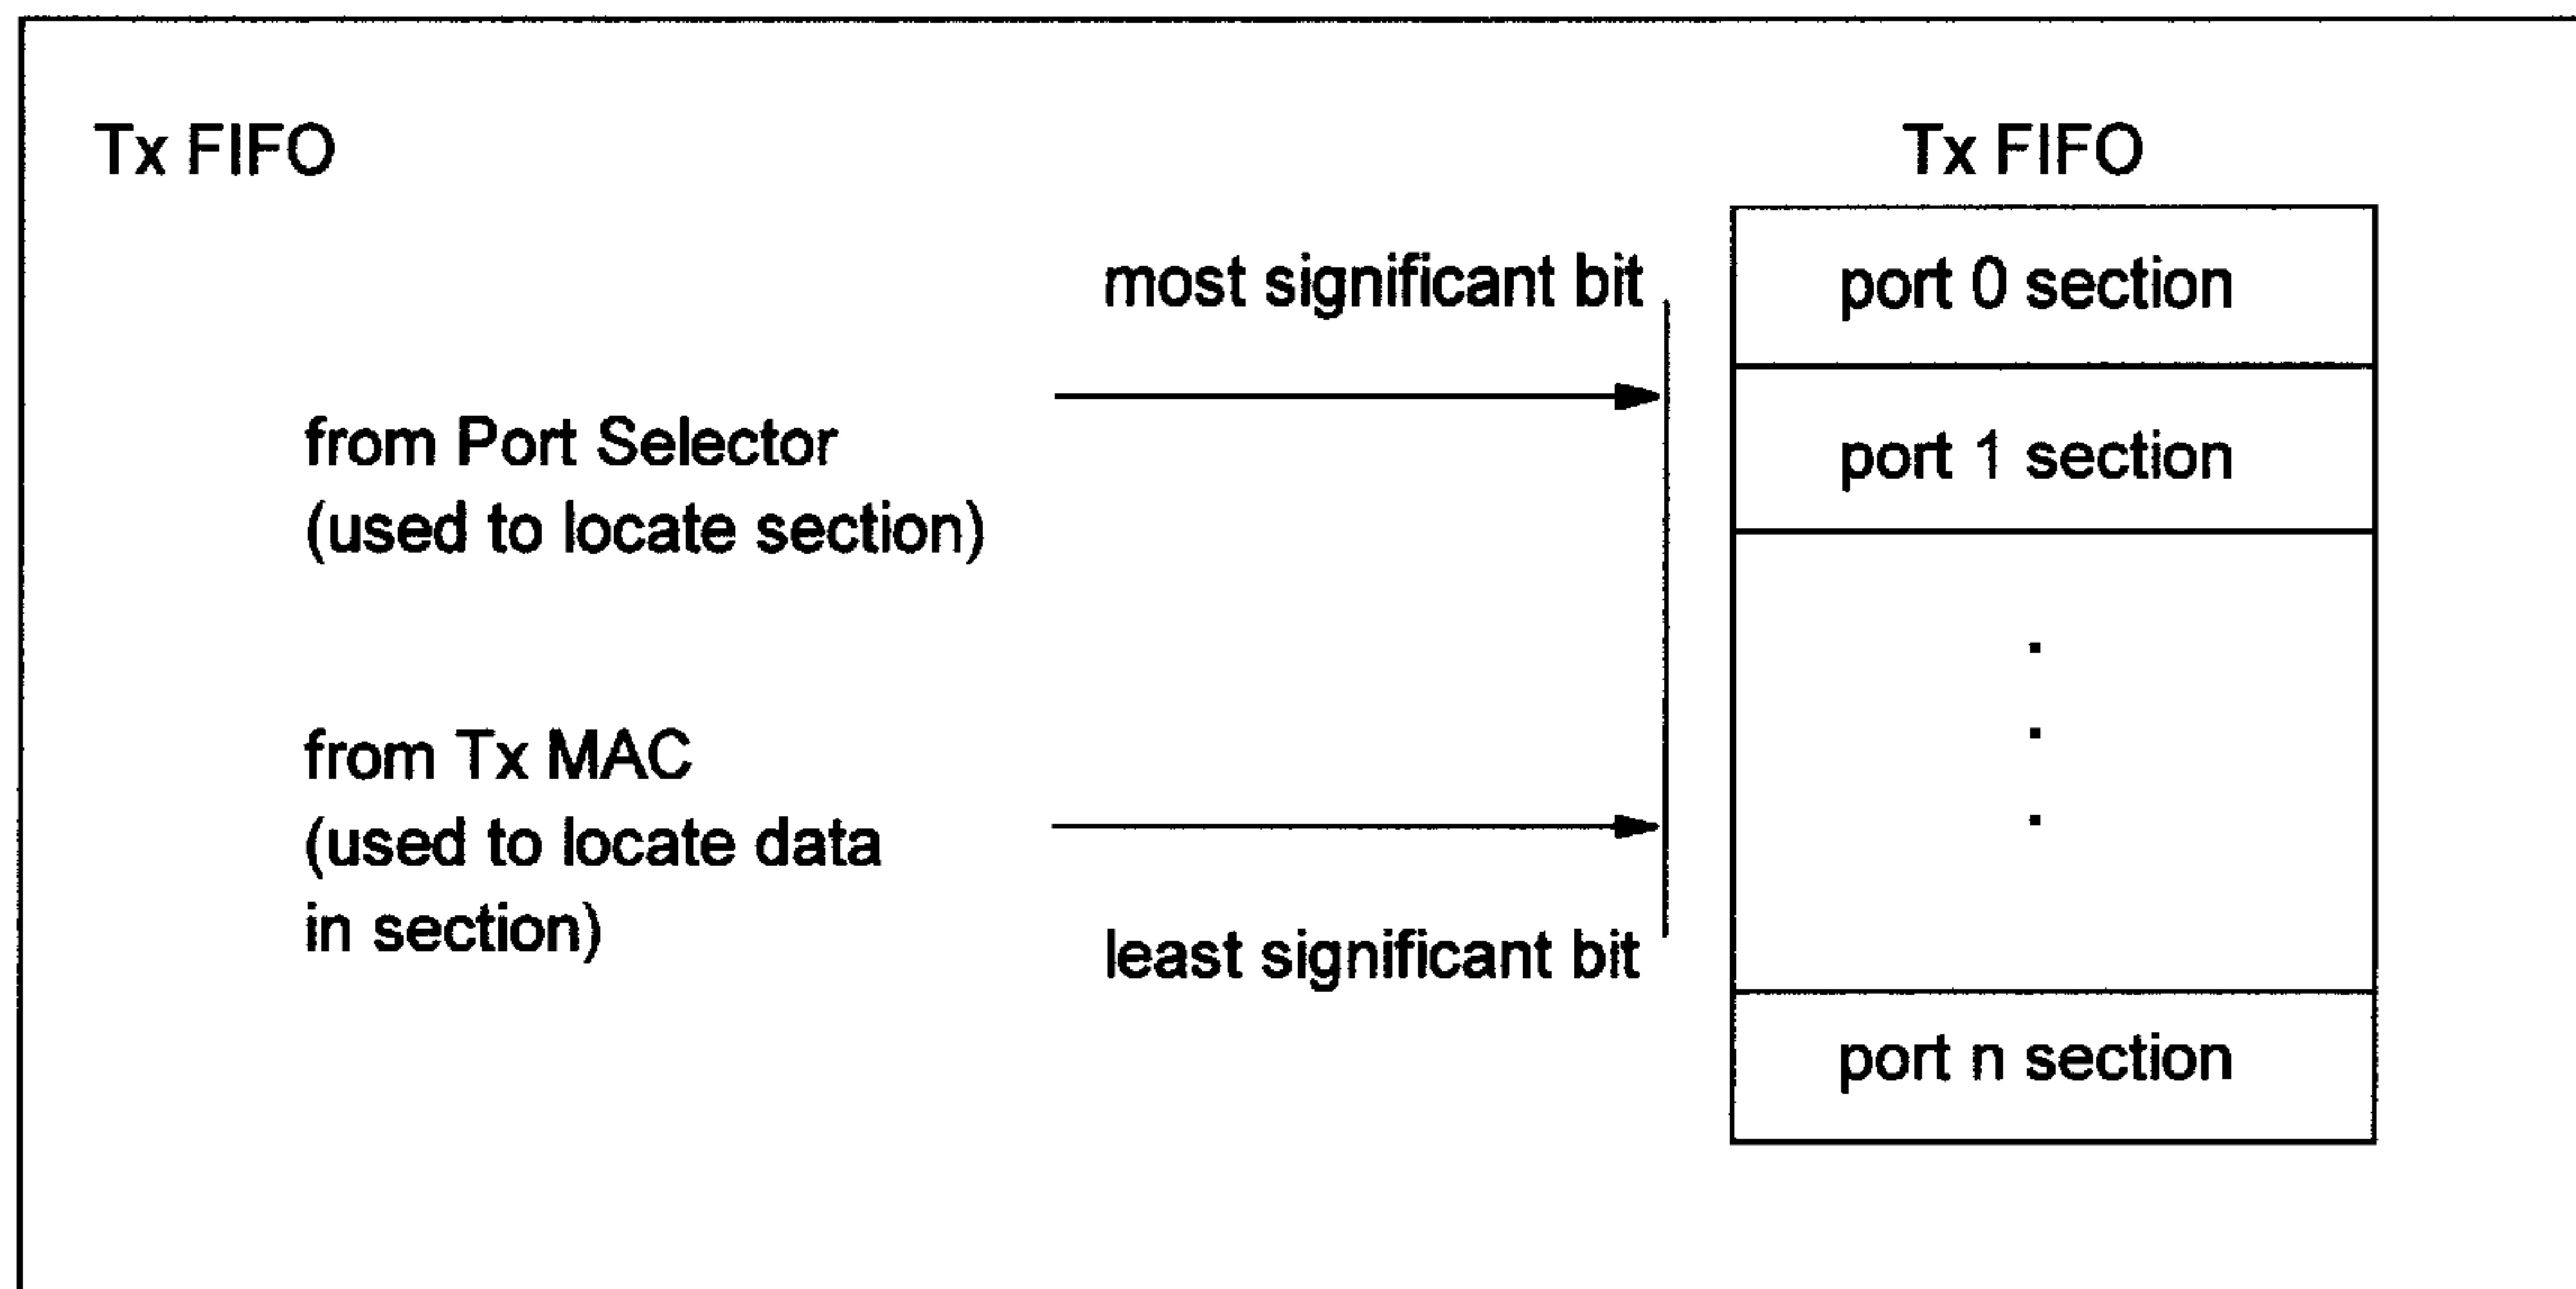 Tx FIFO
Tx FIFO
most significant bit
port 0 section
from Port Selector
(used to locate section)
port 1 section
from Tx MAC
(used to locate data
in section)
least significant bit
port n section